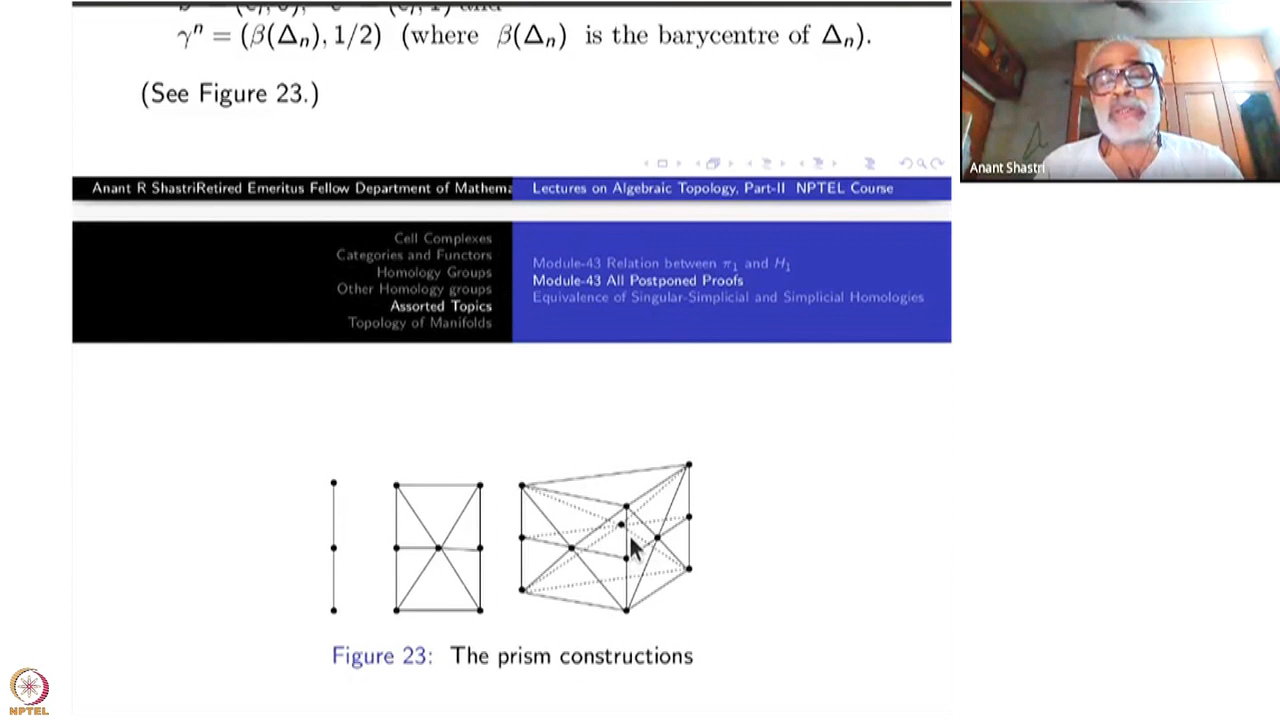 γⁿ = (β(Δₙ), 1/2) (where β(Δₙ) is the barycentre of Δₙ).
(See Figure 23.)
Anant R ShastriRetired Emeritus Fellow Department of Mathema
Lectures on Algebraic Topology, Part-II NPTEL Course
Cell Complexes
Categories and Functors
Homology Groups
Other Homology groups
Assorted Topics
Topology of Manifolds
Module-43 Relation between π₁ and H₁
Module-43 All Postponed Proofs
Equivalence of Singular-Simplicial and Simplicial Homologies
Figure 23: The prism constructions
Anant Shastri
NPTEL